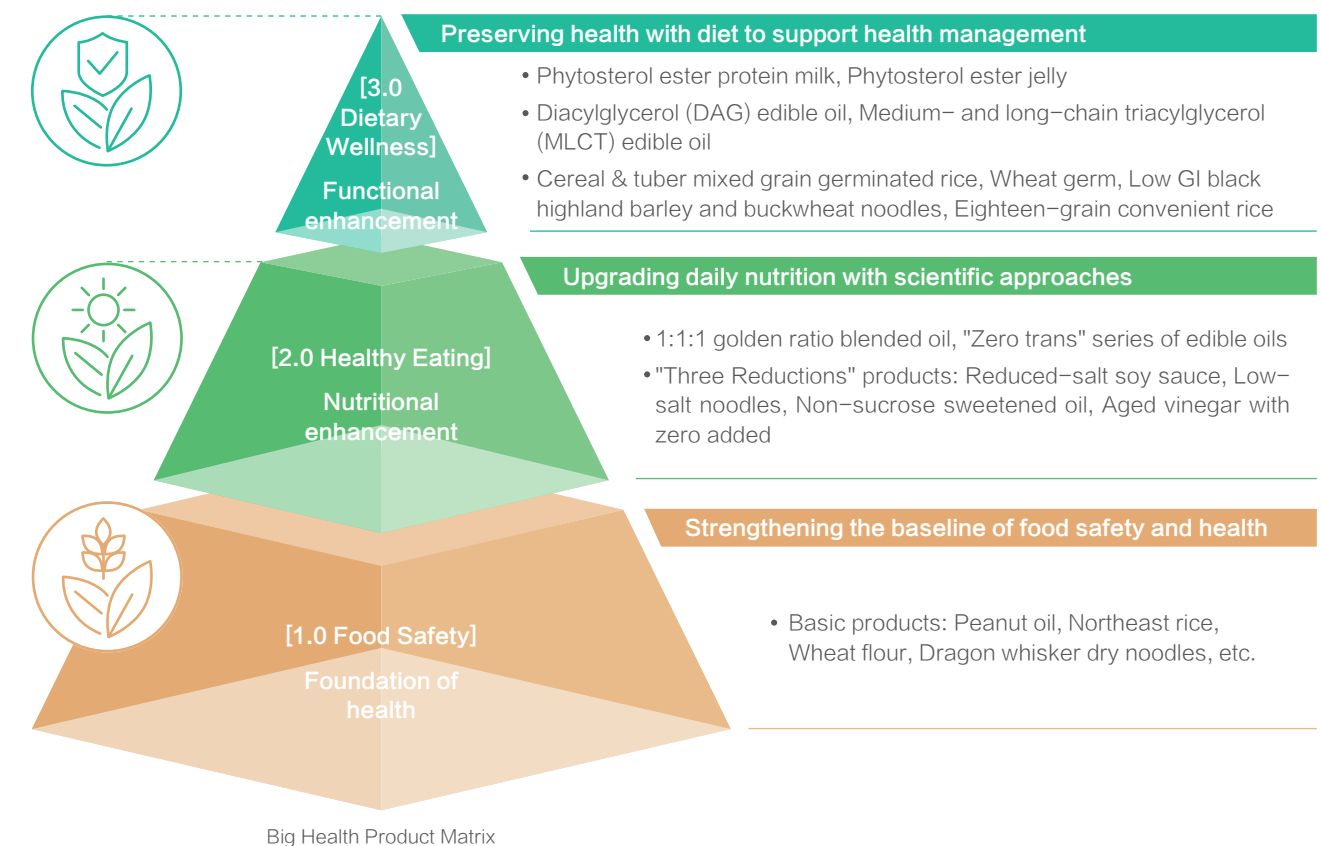 Preserving health with diet to support health management
[3.0
Dietary
Wellness]
Functional
enhancement
• Phytosterol ester protein milk, Phytosterol ester jelly
• Diacylglycerol (DAG) edible oil, Medium- and long-chain triacylglycerol
(MLCT) edible oil
• Cereal & tuber mixed grain germinated rice, Wheat germ, Low GI black
highland barley and buckwheat noodles, Eighteen-grain convenient rice
Upgrading daily nutrition with scientific approaches
[2.0 Healthy Eating]
Nutritional
enhancement
• 1:1:1 golden ratio blended oil, "Zero trans" series of edible oils
• "Three Reductions" products: Reduced-salt soy sauce, Low-
salt noodles, Non-sucrose sweetened oil, Aged vinegar with
zero added
Strengthening the baseline of food safety and health
[1.0 Food Safety]
Foundation of
health
• Basic products: Peanut oil, Northeast rice,
Wheat flour, Dragon whisker dry noodles, etc.
Big Health Product Matrix